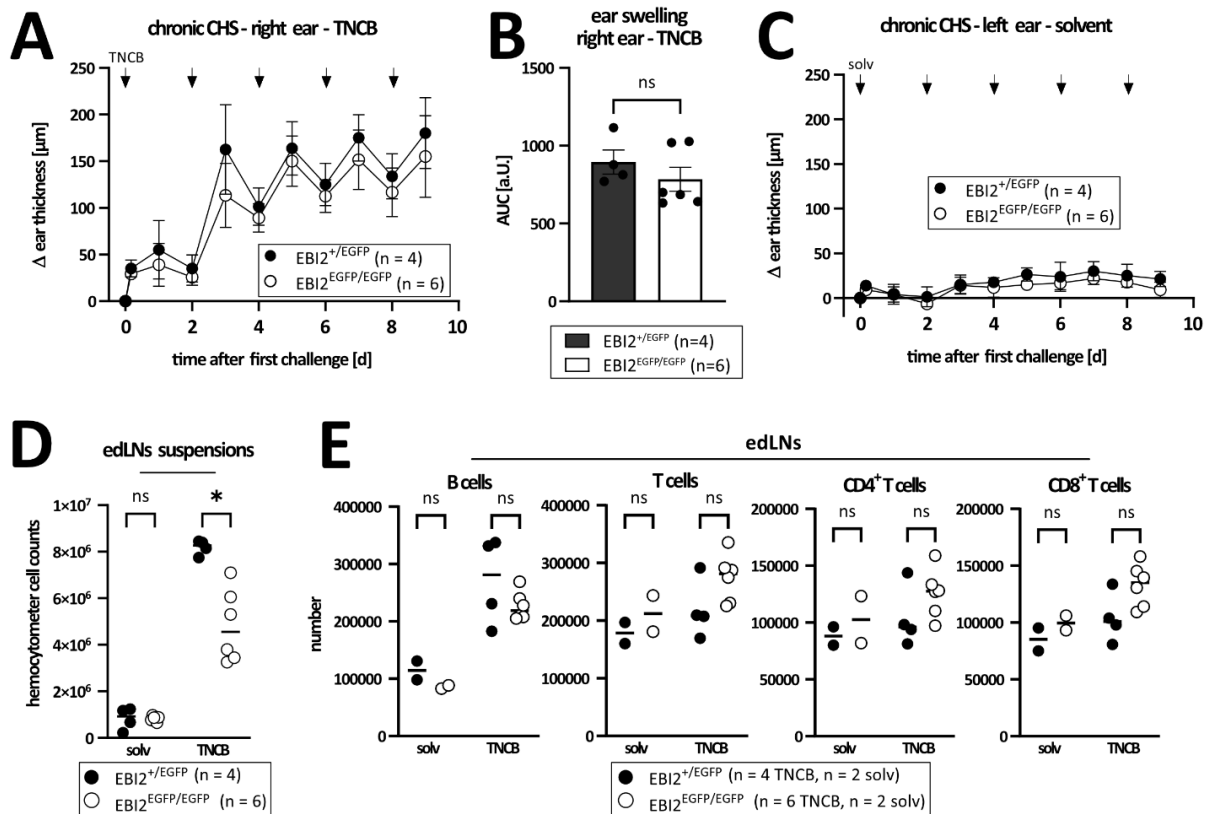 A
chronic CHS - right ear - TNCB
TNCB
Δ ear thickness [µm]
250
200
150
100
50
0
EBI2+/EGFP (n = 4)
EBI2EGFP/EGFP (n = 6)
0 2 4 6 8 10
time after first challenge [d]
B
ear swelling
right ear - TNCB
ns
AUC [a.U.]
1500
1000
500
0
EBI2+/EGFP (n=4)
EBI2EGFP/EGFP (n=6)
C
chronic CHS - left ear - solvent
solv
Δ ear thickness [µm]
250
200
150
100
50
0
EBI2+/EGFP (n = 4)
EBI2EGFP/EGFP (n = 6)
0 2 4 6 8 10
time after first challenge [d]
D
edLNs suspensions
ns *
hemocytometer cell counts
1×10⁷
8×10⁶
6×10⁶
4×10⁶
2×10⁶
0
solv TNCB
EBI2+/EGFP (n = 4)
EBI2EGFP/EGFP (n = 6)
E
edLNs
B cells
ns ns
number
400000
300000
200000
100000
0
solv TNCB
T cells
ns ns
400000
300000
200000
100000
0
solv TNCB
CD4+ T cells
ns ns
200000
150000
100000
50000
0
solv TNCB
CD8+ T cells
ns ns
200000
150000
100000
50000
0
solv TNCB
EBI2+/EGFP (n = 4 TNCB, n = 2 solv)
EBI2EGFP/EGFP (n = 6 TNCB, n = 2 solv)